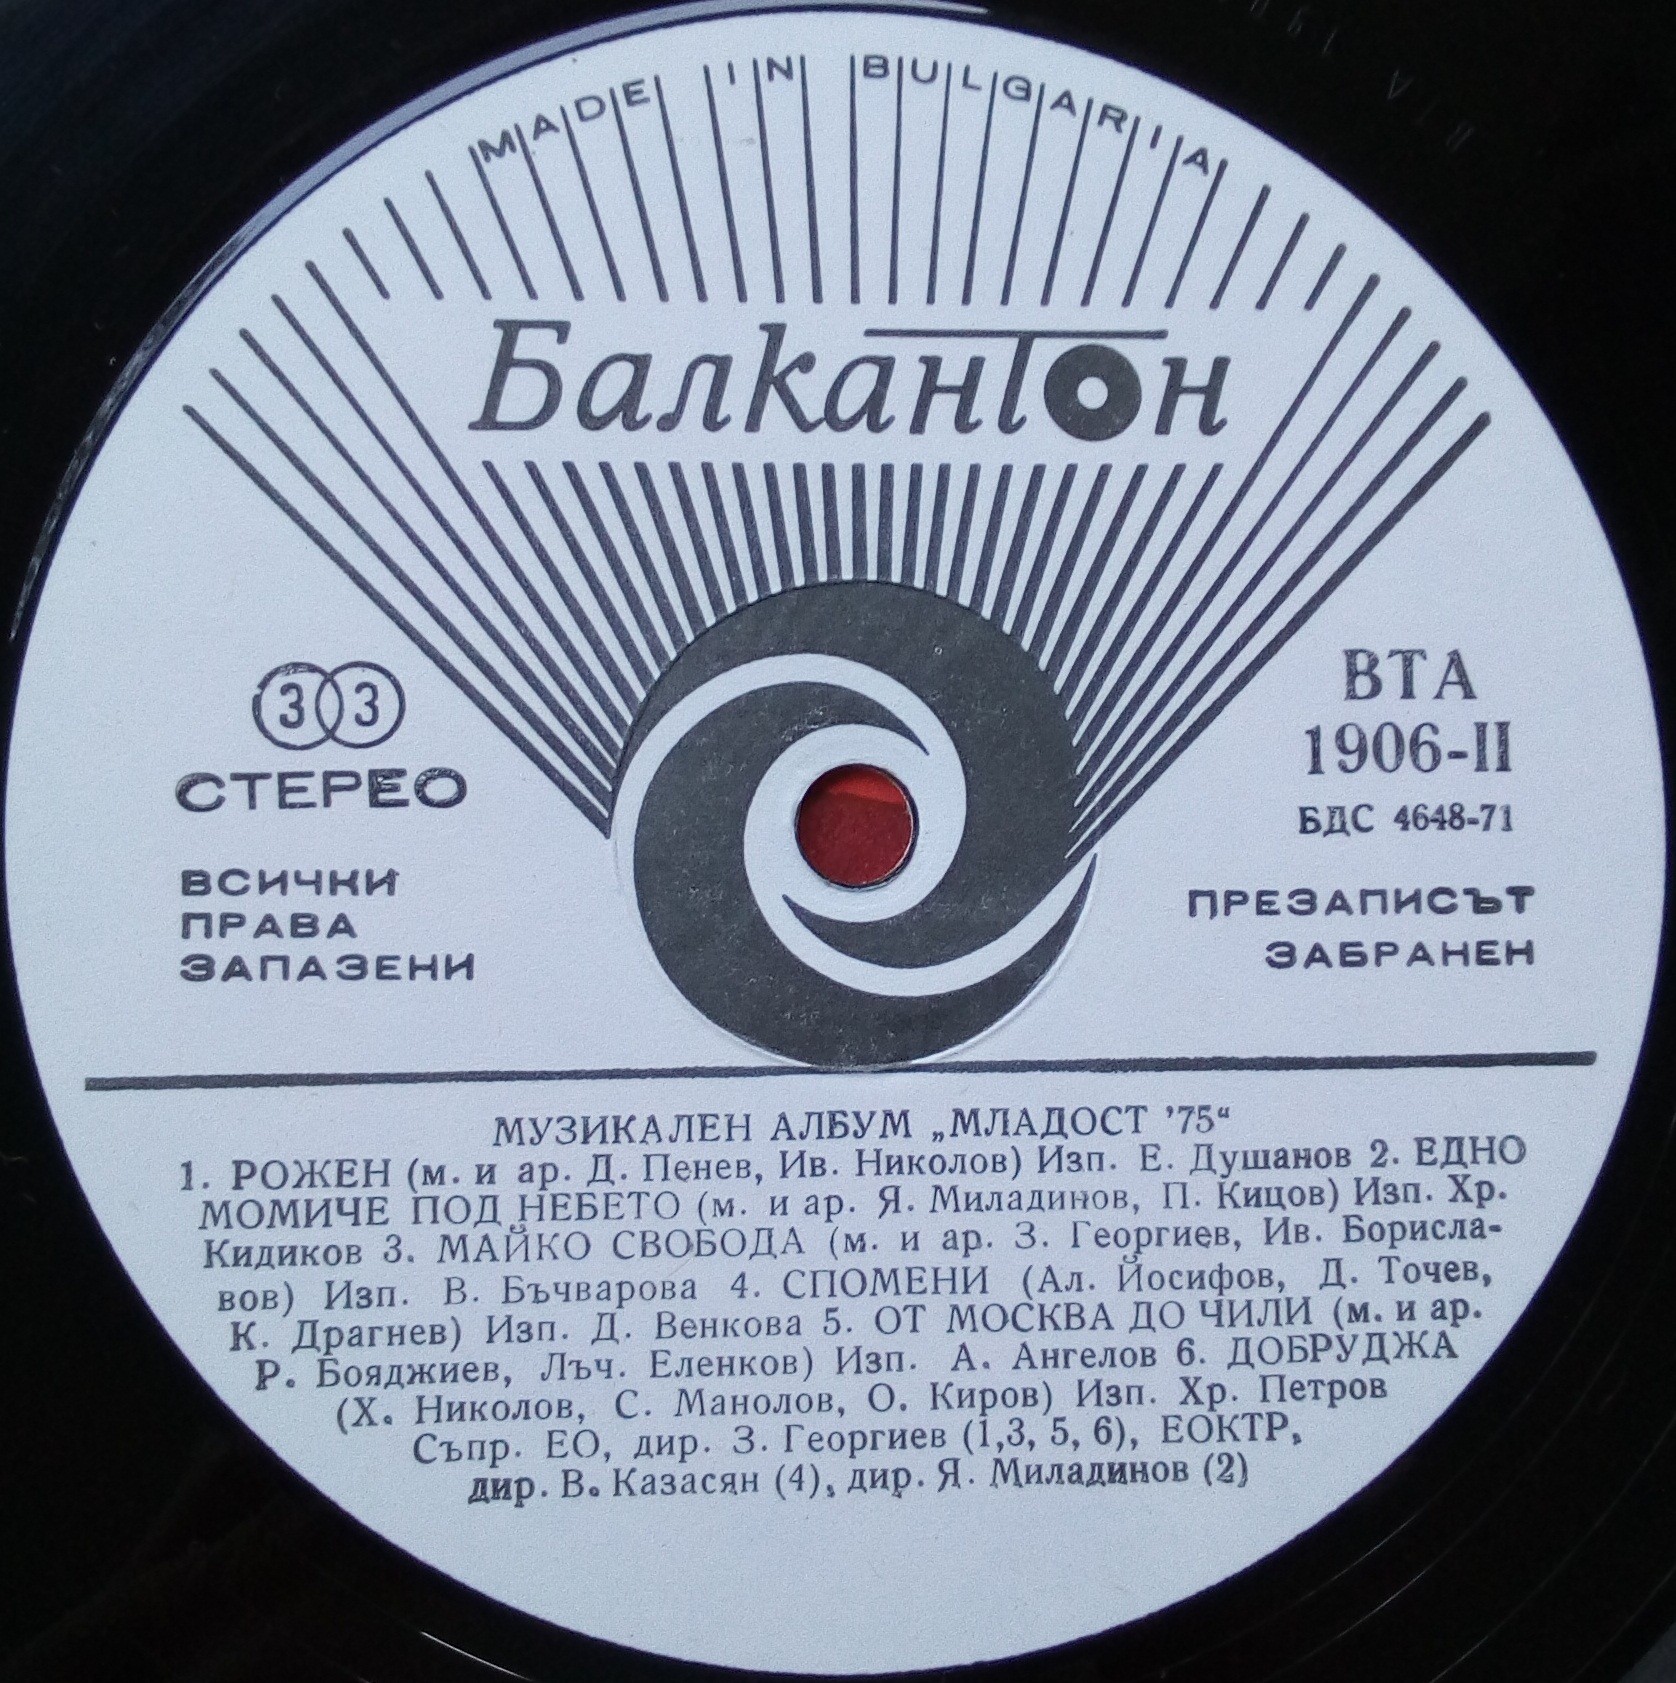 MADE IN BULGARIA
Балкантон
33
СТЕРЕО
ВСИЧКИ
ПРАВА
ЗАПАЗЕНИ
ВТА
1906-II
БДС 4648-71
ПРЕЗАПИСЪТ
ЗАБРАНЕН
МУЗИКАЛЕН АЛБУМ „МЛАДОСТ '75“
1. РОЖЕН (м. и ар. Д. Пенев, Ив. Николов) Изп. Е. Душанов 2. ЕДНО
МОМИЧЕ ПОД НЕБЕТО (м. и ар. Я. Миладинов, П. Кицов) Изп. Хр.
Кидиков 3. МАЙКО СВОБОДА (м. и ар. З. Георгиев, Ив. Борисла-
вов) Изп. В. Бъчварова 4. СПОМЕНИ (Ал. Йосифов, Д. Точев,
К. Драгнев) Изп. Д. Венкова 5. ОТ МОСКВА ДО ЧИЛИ (м. и ар.
Р. Бояджиев, Лъч. Еленков) Изп. А. Ангелов 6. ДОБРУДЖА
(Х. Николов, С. Манолов, О. Киров) Изп. Хр. Петров
Съпр. ЕО, дир. З. Георгиев (1,3, 5, 6), ЕОКТР,
дир. В. Казасян (4), дир. Я. Миладинов (2)